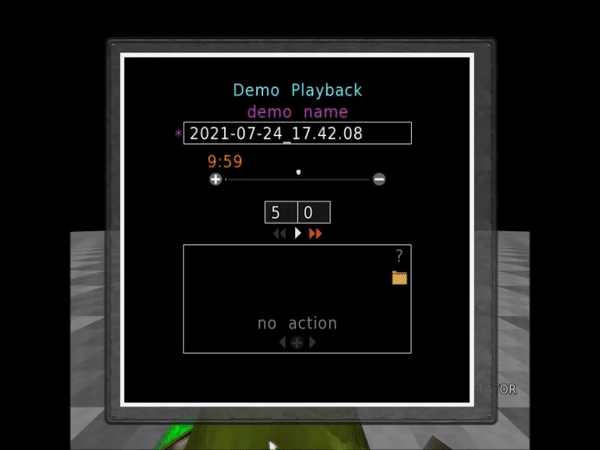 Demo Playback
demo name
* 2021-07-24_17.42.08
9:59
5 0
?
no action